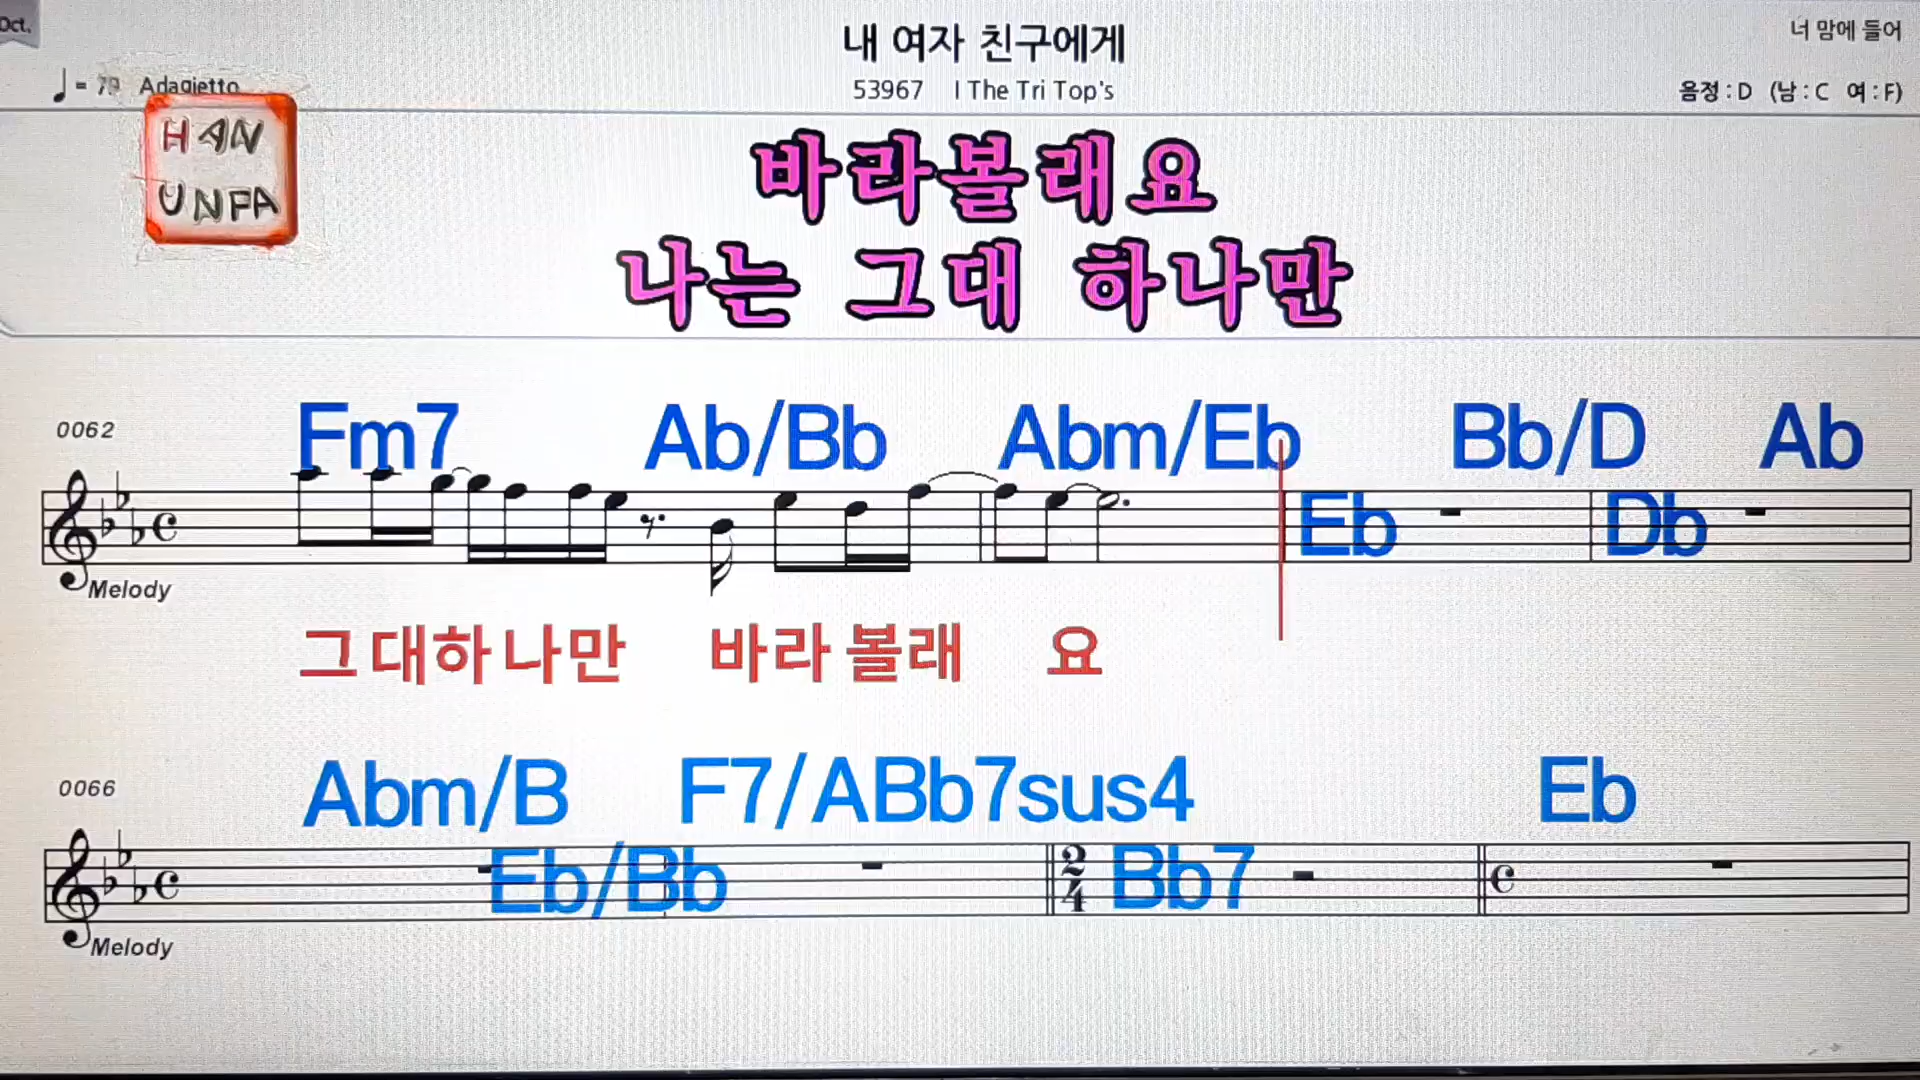 Oct.
내 여자 친구에게
너 맘에 들어
♩ = 79 Adagietto
53967 I The Tri Top's
음정 : D (남 : C 여 : F)
HAN
UNPA
바라볼래요
나는 그대 하나만
0062
Fm7 Ab/Bb Abm/Eb Bb/D Ab
Eb Db
Melody
그대하나만 바라볼래 요
0066
Abm/B F7/ABb7sus4 Eb
Eb/Bb 2/4 Bb7
Melody